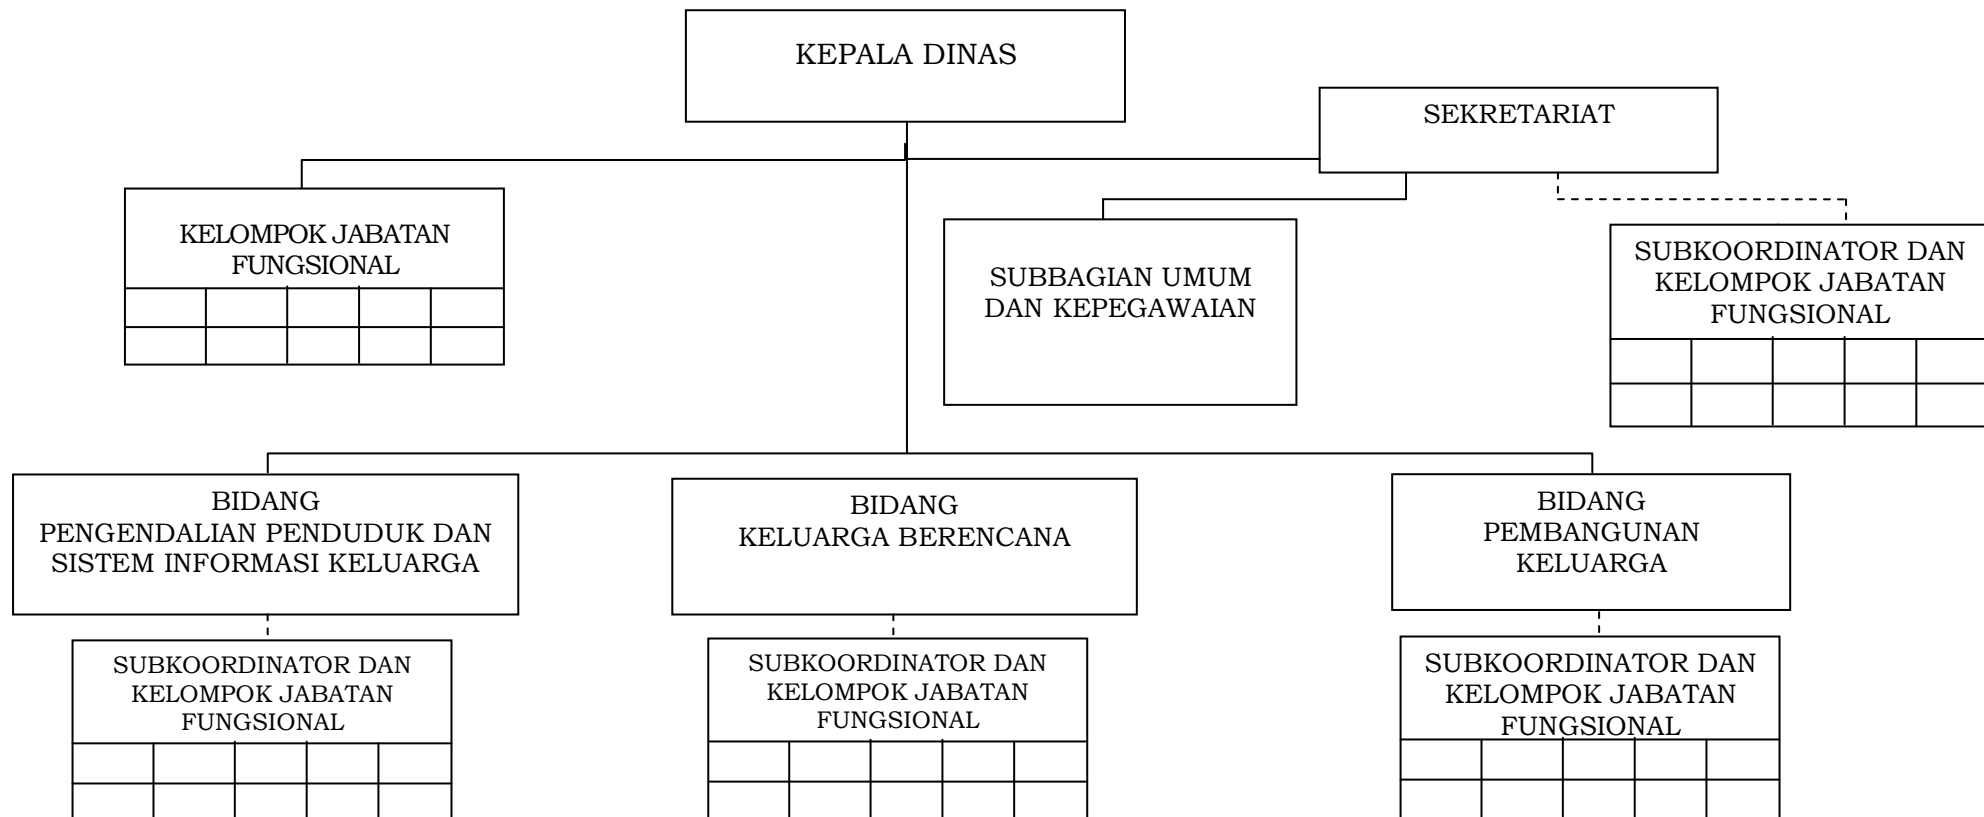 KEPALA DINAS
SEKRETARIAT
KELOMPOK JABATAN
FUNGSIONAL
SUBBAGIAN UMUM
DAN KEPEGAWAIAN
SUBKOORDINATOR DAN
KELOMPOK JABATAN
FUNGSIONAL
BIDANG
PENGENDALIAN PENDUDUK DAN
SISTEM INFORMASI KELUARGA
BIDANG
KELUARGA BERENCANA
BIDANG
PEMBANGUNAN
KELUARGA
SUBKOORDINATOR DAN
KELOMPOK JABATAN
FUNGSIONAL
SUBKOORDINATOR DAN
KELOMPOK JABATAN
FUNGSIONAL
SUBKOORDINATOR DAN
KELOMPOK JABATAN
FUNGSIONAL